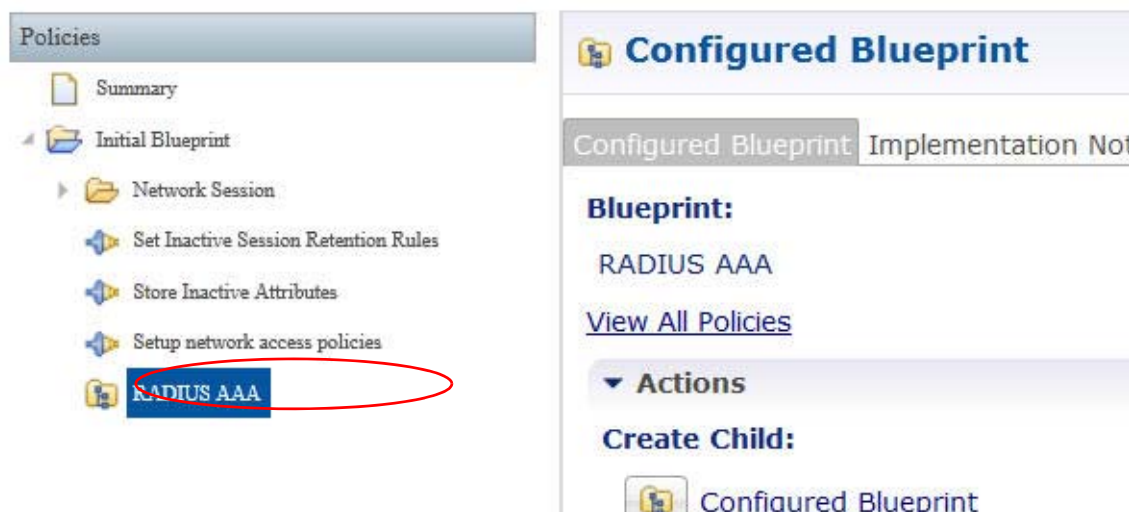 Policies
Summary
Initial Blueprint
Network Session
Set Inactive Session Retention Rules
Store Inactive Attributes
Setup network access policies
RADIUS AAA
Configured Blueprint
Configured Blueprint Implementation Not
Blueprint:
RADIUS AAA
View All Policies
Actions
Create Child:
Configured Blueprint